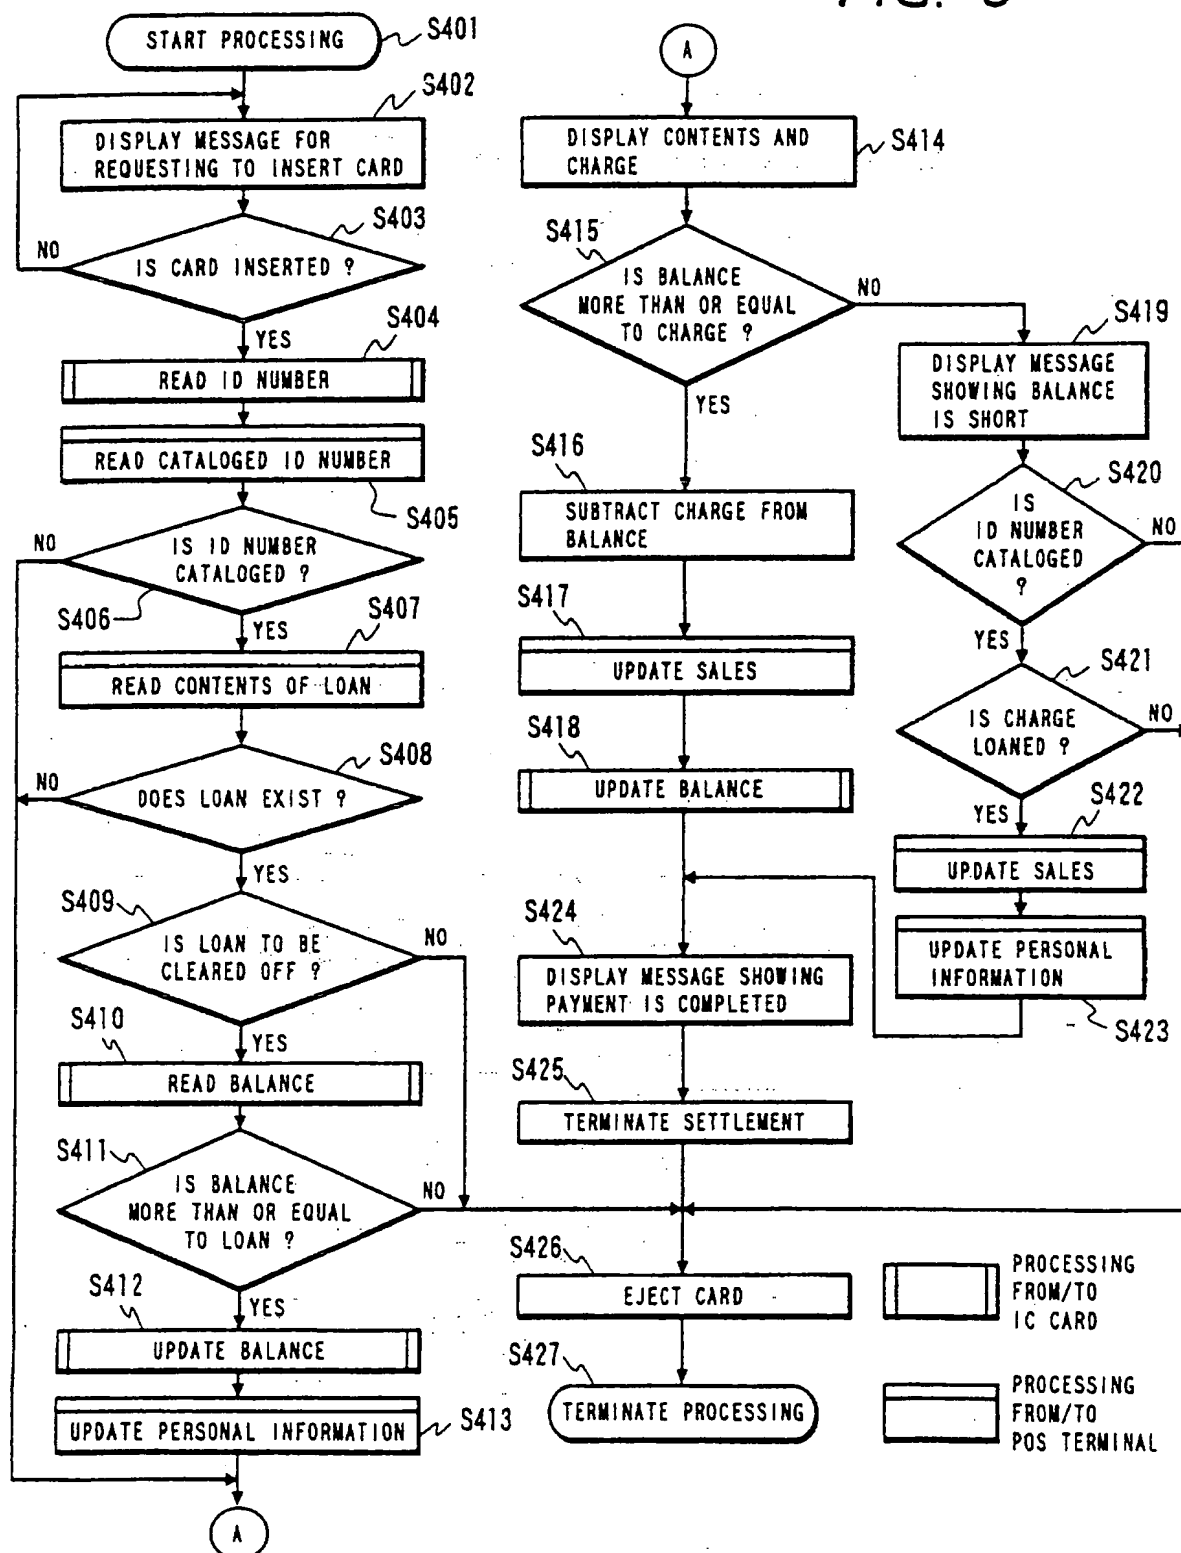 FIG.
START PROCESSING
S401
S402
DISPLAY MESSAGE FOR
REQUESTING TO INSERT CARD
S403
NO
IS CARD INSERTED ?
YES
S404
READ ID NUMBER
READ CATALOGED ID NUMBER
S405
NO
IS ID NUMBER
CATALOGED ?
S406
YES
S407
READ CONTENTS OF LOAN
S408
NO
DOES LOAN EXIST ?
YES
S409
IS LOAN TO BE
CLEARED OFF ?
NO
S410
YES
READ BALANCE
S411
IS BALANCE
MORE THAN OR EQUAL
TO LOAN ?
NO
S412
YES
UPDATE BALANCE
UPDATE PERSONAL INFORMATION
S413
A
A
DISPLAY CONTENTS AND
CHARGE
S414
S415
IS BALANCE
MORE THAN OR EQUAL
TO CHARGE ?
NO
YES
S416
SUBTRACT CHARGE FROM
BALANCE
S417
UPDATE SALES
S418
UPDATE BALANCE
S424
DISPLAY MESSAGE SHOWING
PAYMENT IS COMPLETED
S425
TERMINATE SETTLEMENT
S426
EJECT CARD
S427
TERMINATE PROCESSING
S419
DISPLAY MESSAGE
SHOWING BALANCE
IS SHORT
S420
IS
ID NUMBER
CATALOGED
?
NO
YES
S421
IS CHARGE
LOANED ?
NO
YES
S422
UPDATE SALES
UPDATE PERSONAL
INFORMATION
S423
PROCESSING
FROM/TO
IC CARD
PROCESSING
FROM/TO
POS TERMINAL